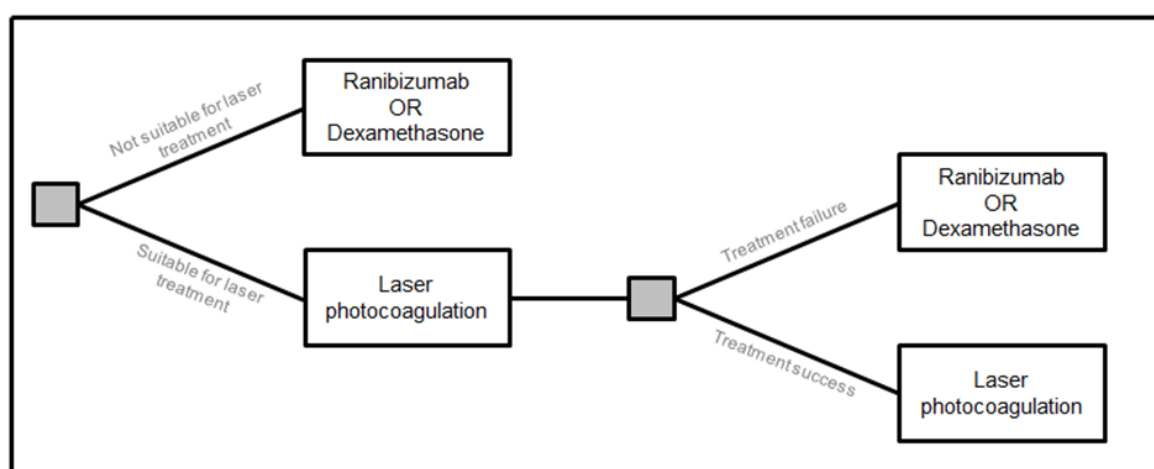 Not suitable for laser
treatment
Ranibizumab
OR
Dexamethasone
Suitable for laser
treatment
Laser
photocoagulation
Treatment failure
Ranibizumab
OR
Dexamethasone
Treatment success
Laser
photocoagulation